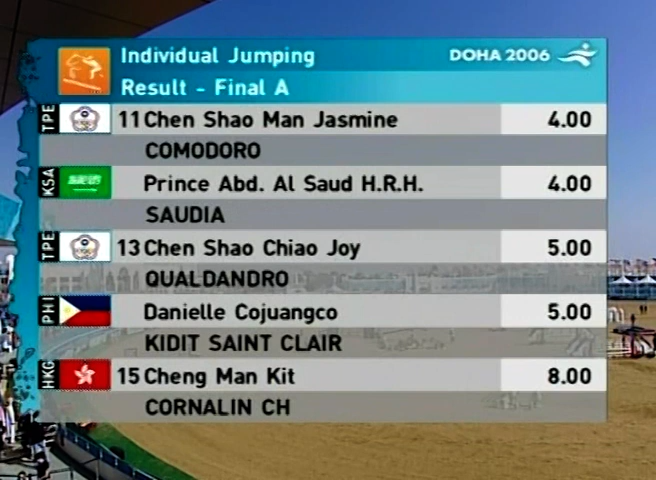 Individual Jumping
DOHA 2006
Result - Final A
TPE 11 Chen Shao Man Jasmine 4.00
COMODORO
KSA Prince Abd. Al Saud H.R.H. 4.00
SAUDIA
TPE 13 Chen Shao Chiao Joy 5.00
QUALDANDRO
PHI Danielle Cojuangco 5.00
KIDIT SAINT CLAIR
HKG 15 Cheng Man Kit 8.00
CORNALIN CH